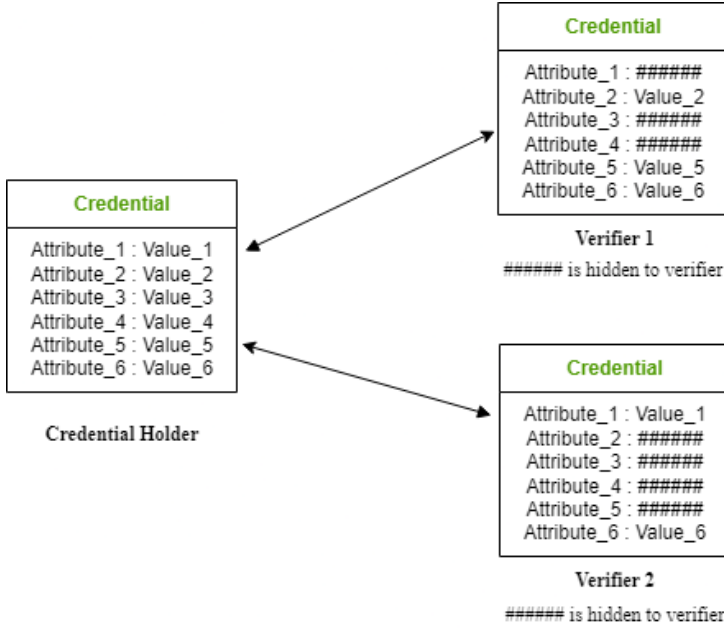 Credential
Attribute_1 : ######
Attribute_2 : Value_2
Attribute_3 : ######
Attribute_4 : ######
Attribute_5 : Value_5
Attribute_6 : Value_6
Verifier 1
###### is hidden to verifier
Credential
Attribute_1 : Value_1
Attribute_2 : Value_2
Attribute_3 : Value_3
Attribute_4 : Value_4
Attribute_5 : Value_5
Attribute_6 : Value_6
Credential Holder
Credential
Attribute_1 : Value_1
Attribute_2 : ######
Attribute_3 : ######
Attribute_4 : ######
Attribute_5 : ######
Attribute_6 : Value_6
Verifier 2
###### is hidden to verifier